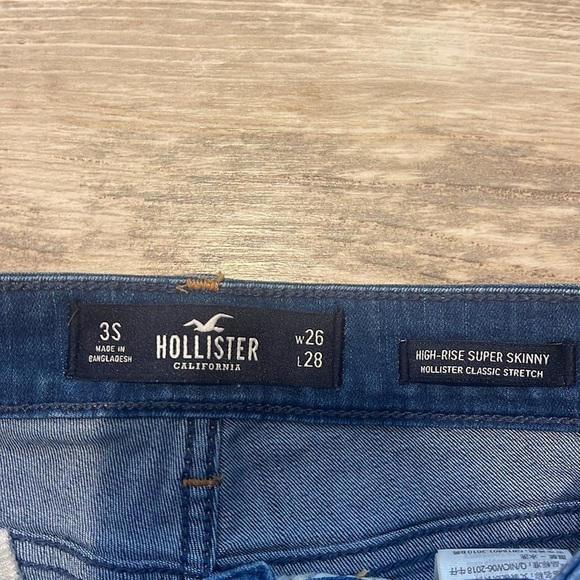 3S
MADE IN
BANGLADESH
HOLLISTER
CALIFORNIA
W26
L28
HIGH-RISE SUPER SKINNY
HOLLISTER CLASSIC STRETCH